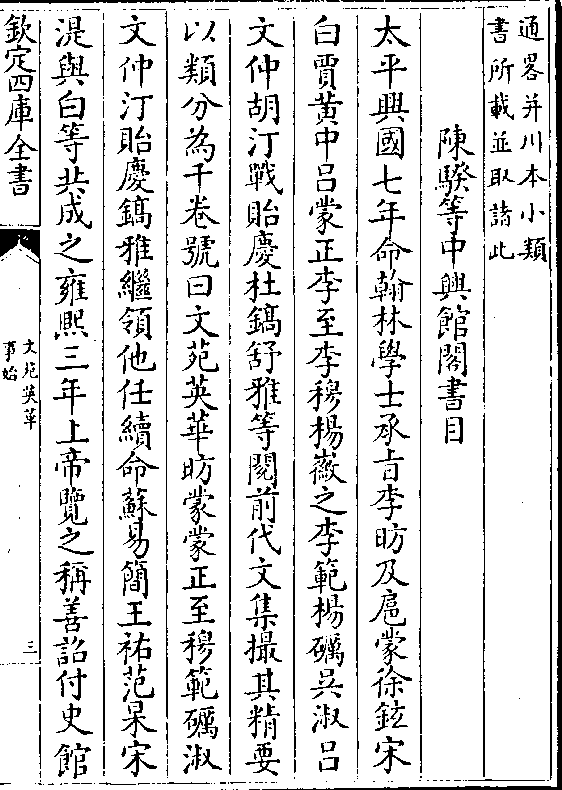 通畧并川本小類
書所載並取諸此
陳騤等中興館閣書目
太平興國七年命翰林學士承㫖李昉及扈蒙徐鉉宋
白賈黃中吕蒙正李至李穆楊徽之李範楊礪吳淑吕
文仲胡汀戰貽慶杜鎬舒雅等閱前代文集撮其精要
以類分為千卷號曰文苑英華昉蒙蒙正至穆範礪淑
文仲汀貽慶鎬雅繼領他任續命蘇易簡王祐范杲宋
湜與白等共成之雍熙三年上帝覽之稱善詔付史館
欽定四庫全書
文苑英華
事始
三